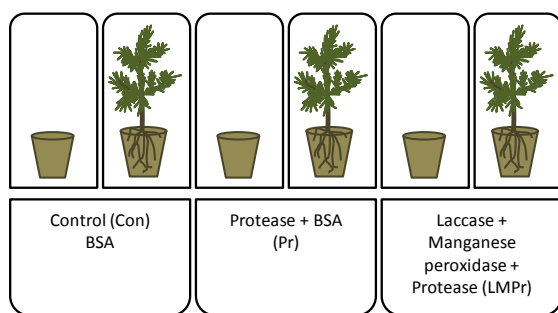 Control (Con)
BSA
Protease + BSA
(Pr)
Laccase +
Manganese
peroxidase +
Protease (LMPr)